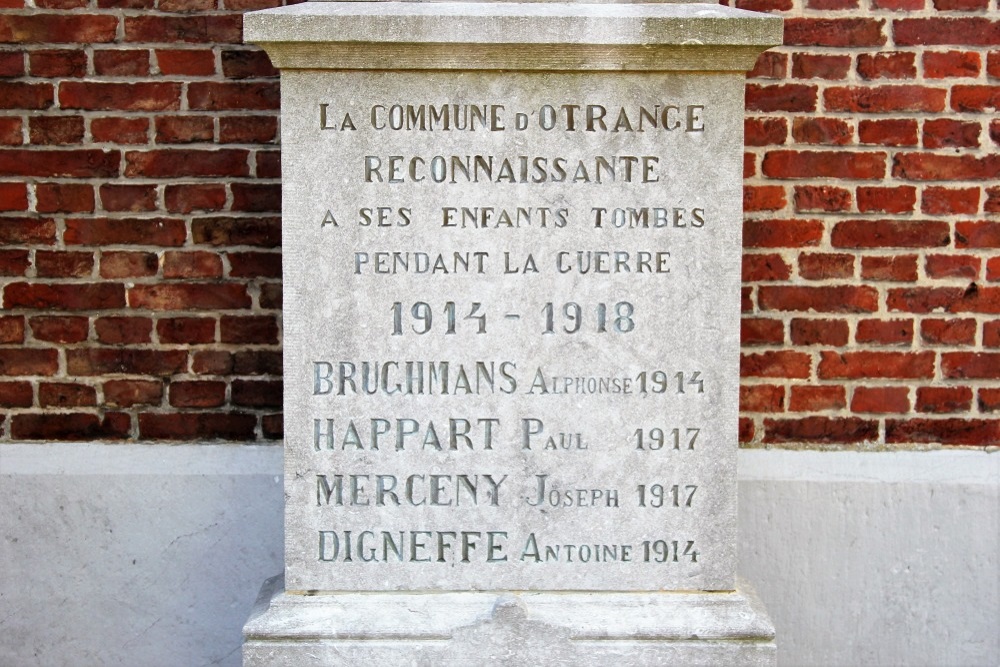 LA COMMUNE D'OTRANGE
RECONNAISSANTE
A SES ENFANTS TOMBES
PENDANT LA GUERRE
1914 - 1918
BRUGHMANS ALPHONSE 1914
HAPPART PAUL 1917
MERCENY JOSEPH 1917
DIGNEFFE ANTOINE 1914